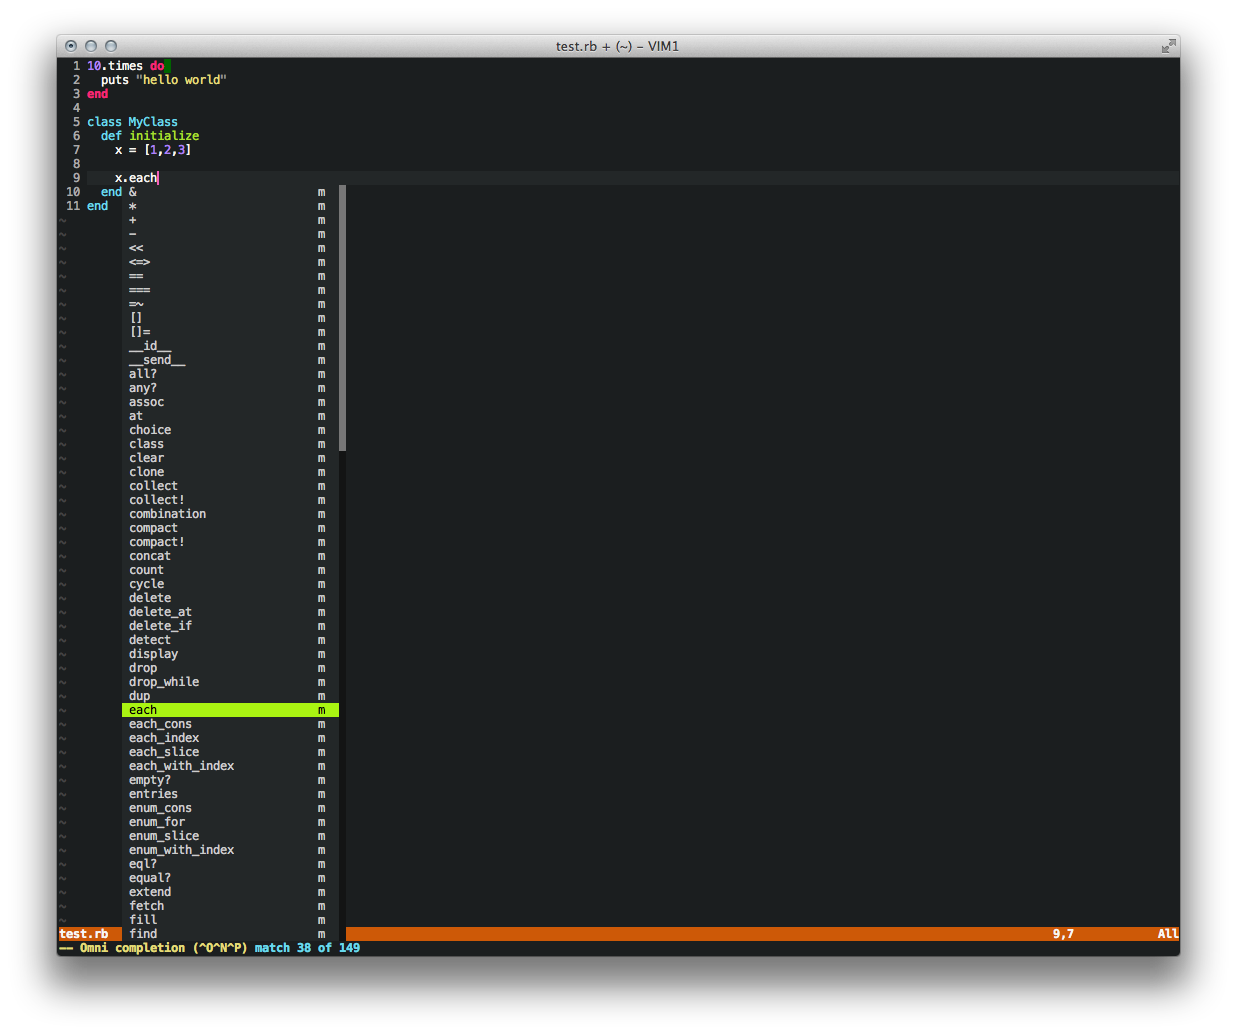 test.rb + (~) – VIM1
1 10.times do
2   puts "hello world"
3 end
4
5 class MyClass
6   def initialize
7     x = [1,2,3]
8
9     x.each
10   end & m
11 end * m
~ + m
~ - m
~ << m
~ <=> m
~ == m
~ === m
~ =~ m
~ [] m
~ []= m
~ __id__ m
~ __send__ m
~ all? m
~ any? m
~ assoc m
~ at m
~ choice m
~ class m
~ clear m
~ clone m
~ collect m
~ collect! m
~ combination m
~ compact m
~ compact! m
~ concat m
~ count m
~ cycle m
~ delete m
~ delete_at m
~ delete_if m
~ detect m
~ display m
~ drop m
~ drop_while m
~ dup m
~ each m
~ each_cons m
~ each_index m
~ each_slice m
~ each_with_index m
~ empty? m
~ entries m
~ enum_cons m
~ enum_for m
~ enum_slice m
~ enum_with_index m
~ eql? m
~ equal? m
~ extend m
~ fetch m
~ fill m
test.rb find m 9,7 All
-- Omni completion (^O^N^P) match 38 of 149